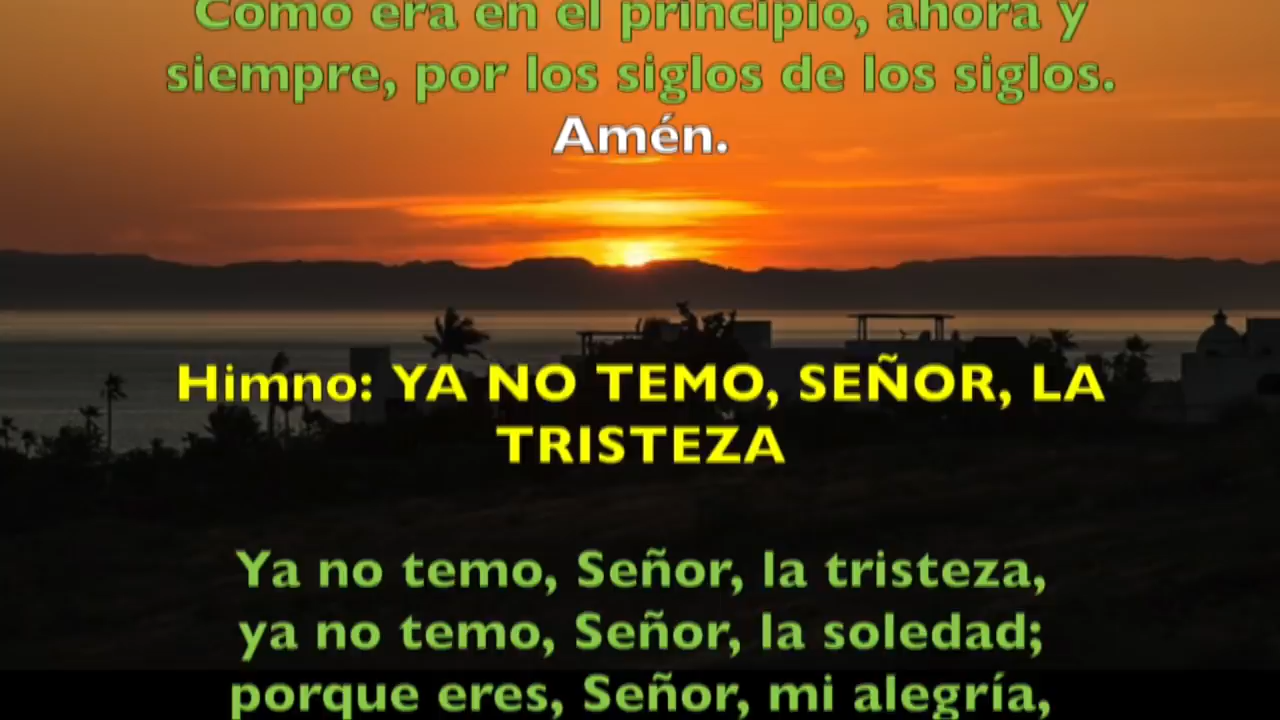 Como era en el principio, ahora y
siempre, por los siglos de los siglos.
Amén.
Himno: YA NO TEMO, SEÑOR, LA
TRISTEZA
Ya no temo, Señor, la tristeza,
ya no temo, Señor, la soledad;
porque eres, Señor, mi alegría,